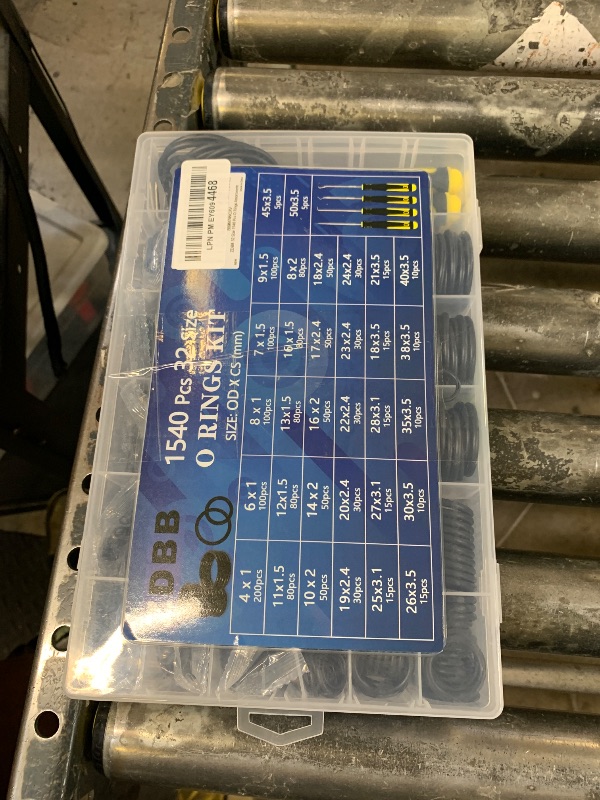 DBB
1540 Pcs 32 Size
O RINGS KIT
SIZE: OD X CS (mm)
LPN PM EY609 4468
4 x 1 6 x 1 8 x 1 7 x 1.5 9x1.5 45x3.5
200pcs 100pcs 100pcs 100pcs 100pcs 5pcs
11x1.5 12x1.5 13x1.5 16x1.5 8x2 50x3.5
80pcs 80pcs 80pcs 80pcs 80pcs 5pcs
10 x 2 14 x 2 16 x 2 17x2.4 18x2.4
50pcs 50pcs 50pcs 50pcs 50pcs
19x2.4 20x2.4 22x2.4 23x2.4 24x2.4
30pcs 30pcs 30pcs 30pcs 30pcs
25x3.1 27x3.1 28x3.1 18x3.5 21x3.5
15pcs 15pcs 15pcs 15pcs 15pcs
26x3.5 30x3.5 35x3.5 38x3.5 40x3.5
15pcs 10pcs 10pcs 10pcs 10pcs